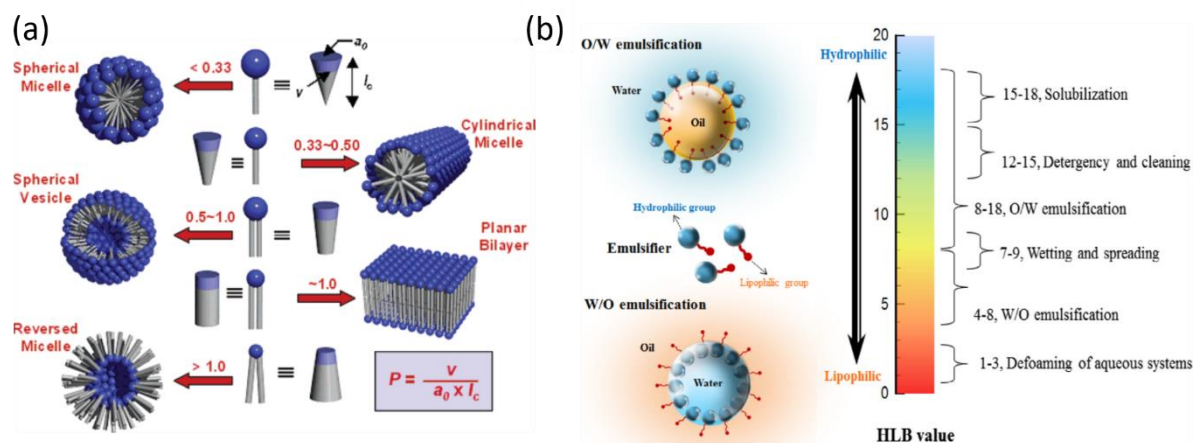 (a)
Spherical
Micelle
< 0.33
a₀
v
lc
0.33~0.50
Cylindrical
Micelle
Spherical
Vesicle
0.5~1.0
Planar
Bilayer
~1.0
Reversed
Micelle
> 1.0
P = v / a₀ x lc
(b)
O/W emulsification
Water
Oil
Hydrophilic group
Emulsifier
Lipophilic group
W/O emulsification
Oil
Water
20
Hydrophilic
15
10
5
Lipophilic
0
HLB value
15-18, Solubilization
12-15, Detergency and cleaning
8-18, O/W emulsification
7-9, Wetting and spreading
4-8, W/O emulsification
1-3, Defoaming of aqueous systems